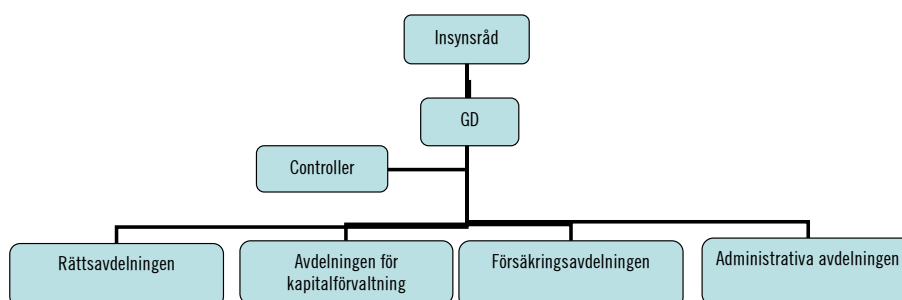 Insynsråd
GD
Controller
Rättsavdelningen
Avdelningen för
kapitalförvaltning
Försäkringsavdelningen
Administrativa avdelningen